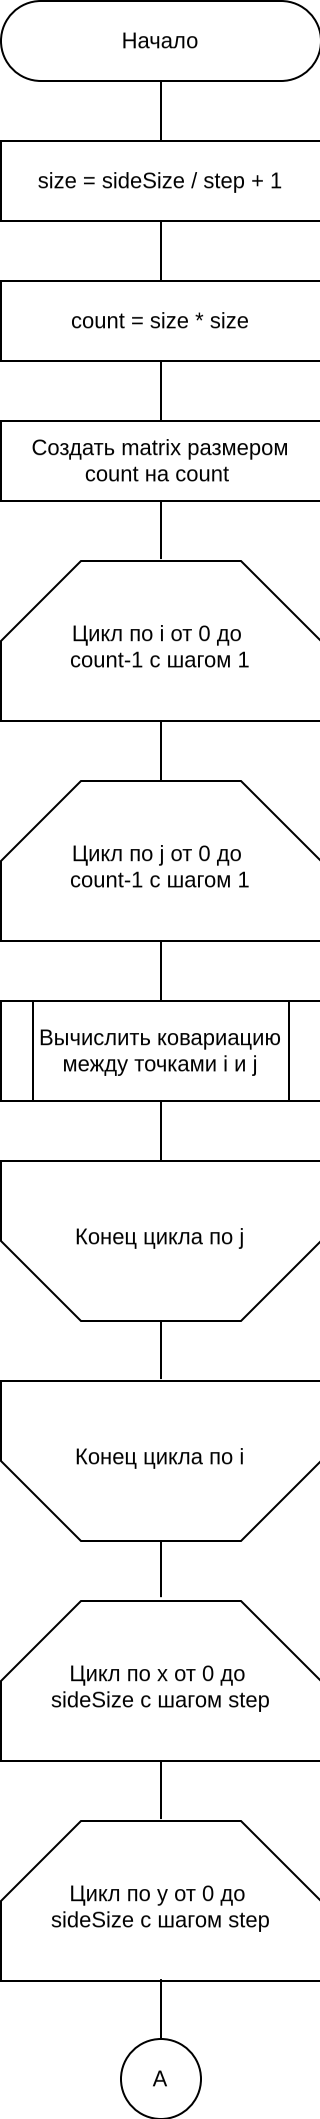 Начало
size = sideSize / step + 1
count = size * size
Создать matrix размером
count на count
Цикл по i от 0 до
count-1 с шагом 1
Цикл по j от 0 до
count-1 с шагом 1
Вычислить ковариацию
между точками i и j
Конец цикла по j
Конец цикла по i
Цикл по x от 0 до
sideSize с шагом step
Цикл по y от 0 до
sideSize с шагом step
A